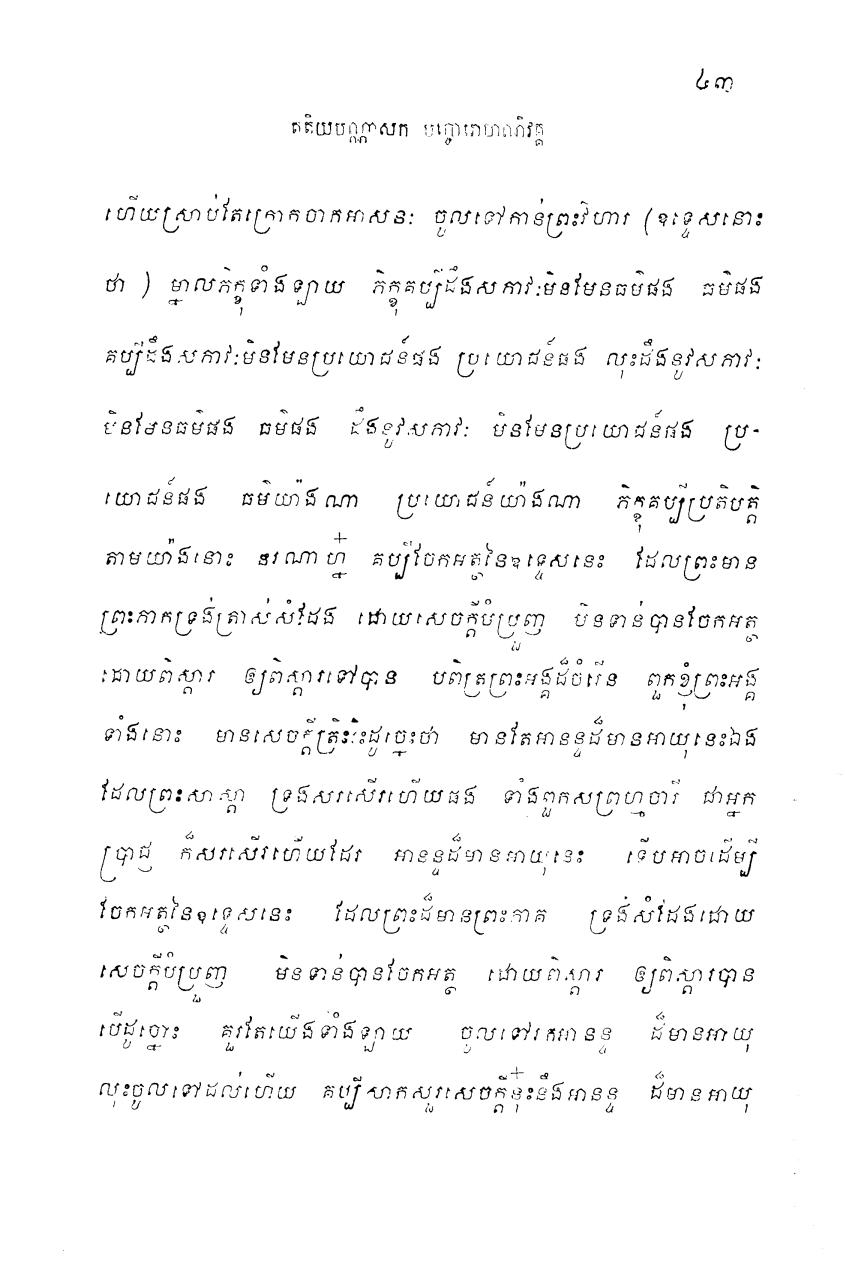 ៤៣
តតិយបណ្ណាសក បច្ចោរោហណិវគ្គ
ហើយស្រាប់តែក្រោកចាកអាសនៈ ចូលទៅកាន់ព្រះវិហារ (ឧទ្ទេសនោះ
ថា ) ម្នាលភិក្ខុទាំងឡាយ ភិក្ខុគប្បីដឹងសភាវៈមិនមែនធម៌ផង ធម៌ផង
គប្បីដឹងសភាវៈមិនមែនប្រយោជន៍ផង ប្រយោជន៍ផង លុះដឹងនូវសភាវៈ
មិនមែនធម៌ផង ធម៌ផង ដឹងនូវសភាវៈ មិនមែនប្រយោជន៍ផង ប្រ-
យោជន៍ផង ធម៌យ៉ាងណា ប្រយោជន៍យ៉ាងណា ភិក្ខុគប្បីប្រតិបត្តិ
តាមយ៉ាងនោះ នរណាហ្ន៎ គប្បីចែកអត្ថនៃឧទ្ទេសនេះ ដែលព្រះមាន
ព្រះភាគទ្រង់ត្រាស់សំដែង ដោយសេចក្តីបំប្រួញ មិនទាន់បានចែកអត្ថ
ដោយពិស្តារ ឲ្យពិស្តារទៅបាន បពិត្រព្រះអង្គដ៏ចំរើន ពួកខ្ញុំព្រះអង្គ
ទាំងនោះ មានសេចក្តីត្រិះរិះដូច្នេះថា មានតែអានន្ទដ៏មានអាយុនេះឯង
ដែលព្រះសាស្តា ទ្រង់សរសើរហើយផង ទាំងពួកសព្រហ្មចារី ជាអ្នក
ប្រាជ្ញ ក៏សរសើរហើយដែរ អានន្ទដ៏មានអាយុនេះ ទើបអាចដើម្បី
ចែកអត្ថនៃឧទ្ទេសនេះ ដែលព្រះដ៏មានព្រះភាគ ទ្រង់សំដែងដោយ
សេចក្តីបំប្រួញ មិនទាន់បានចែកអត្ថ ដោយពិស្តារ ឲ្យពិស្តារបាន
បើដូច្នោះ គួរតែយើងទាំងឡាយ ចូលទៅរកអានន្ទ ដ៏មានអាយុ
លុះចូលទៅដល់ហើយ គប្បីសាកសួរសេចក្តីនុ៎ះនឹងអានន្ទ ដ៏មានអាយុ